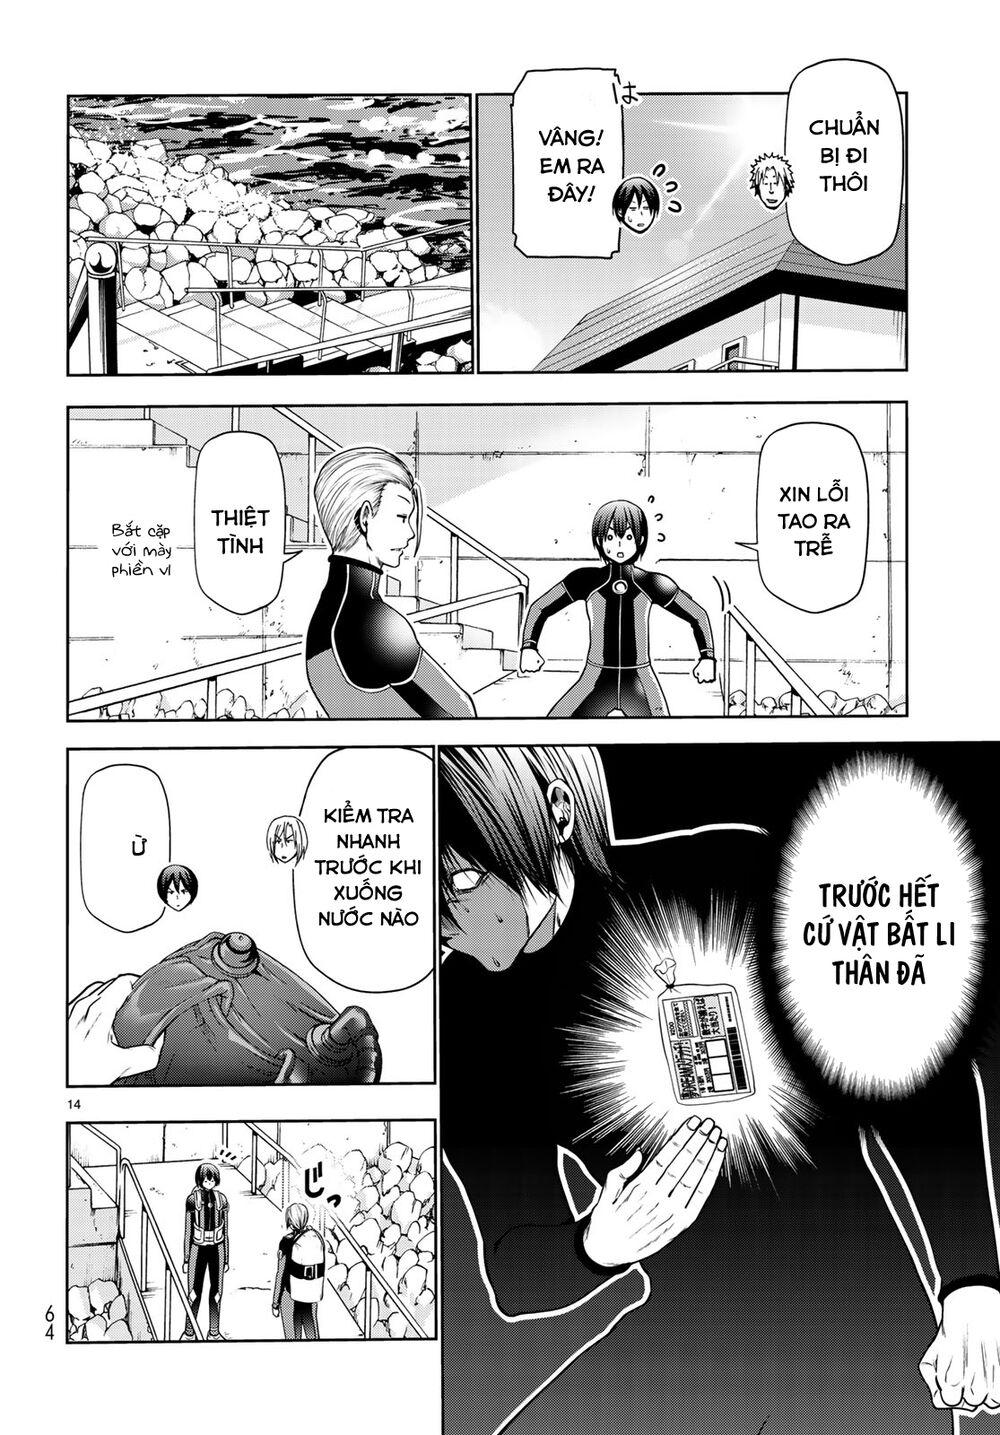 CHUẨN
BỊ ĐI
THÔI
は
VÂNG!
EM RA
ĐÂY!
XIN LỖI
TAO RA
TRỄ
THIỆT
TÌNH
Bắt cặp
với mày
phiền vl
TRƯỚC HẾT
CỨ VẬT BẤT LI
THÂN ĐÃ
KIỂM TRA
NHANH
TRƯỚC KHI
XUỐNG
NƯỚC NÀO
Ừ
14
じっ
64